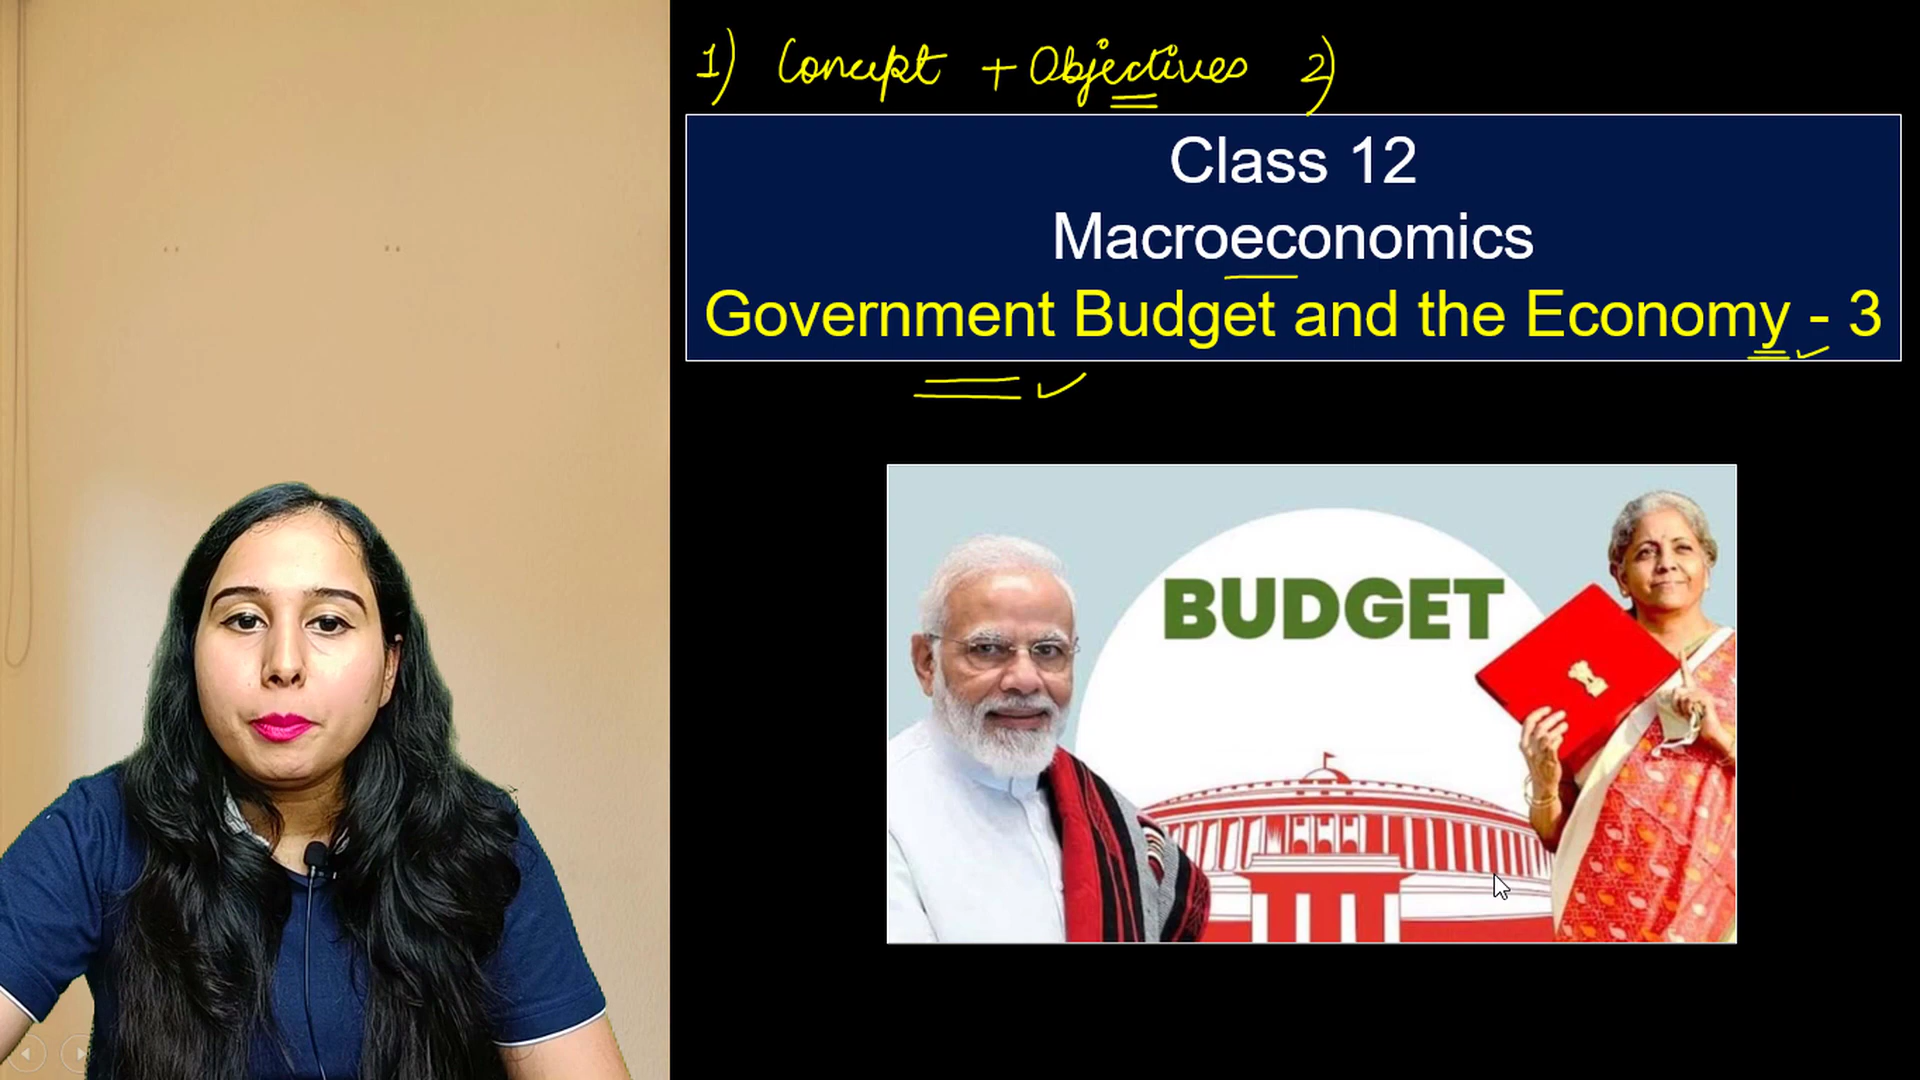 1) Concept + Objectives 2)
Class 12
Macroeconomics
Government Budget and the Economy - 3
BUDGET